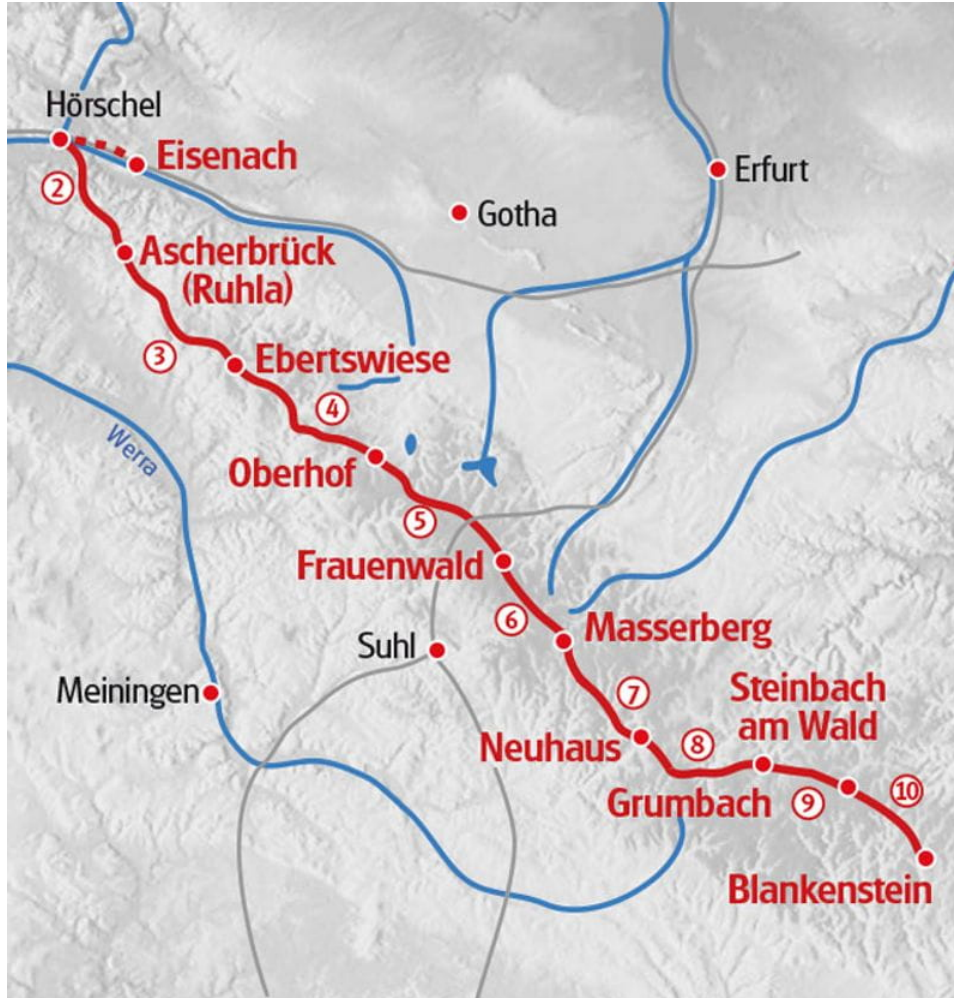 Hörschel
Eisenach
②
Erfurt
Gotha
Ascherbrück
(Ruhla)
③
Ebertswiese
④
Werra
Oberhof
⑤
Frauenwald
⑥
Masserberg
Suhl
Meiningen
⑦
Steinbach
am Wald
Neuhaus
⑧
Grumbach
⑨
⑩
Blankenstein